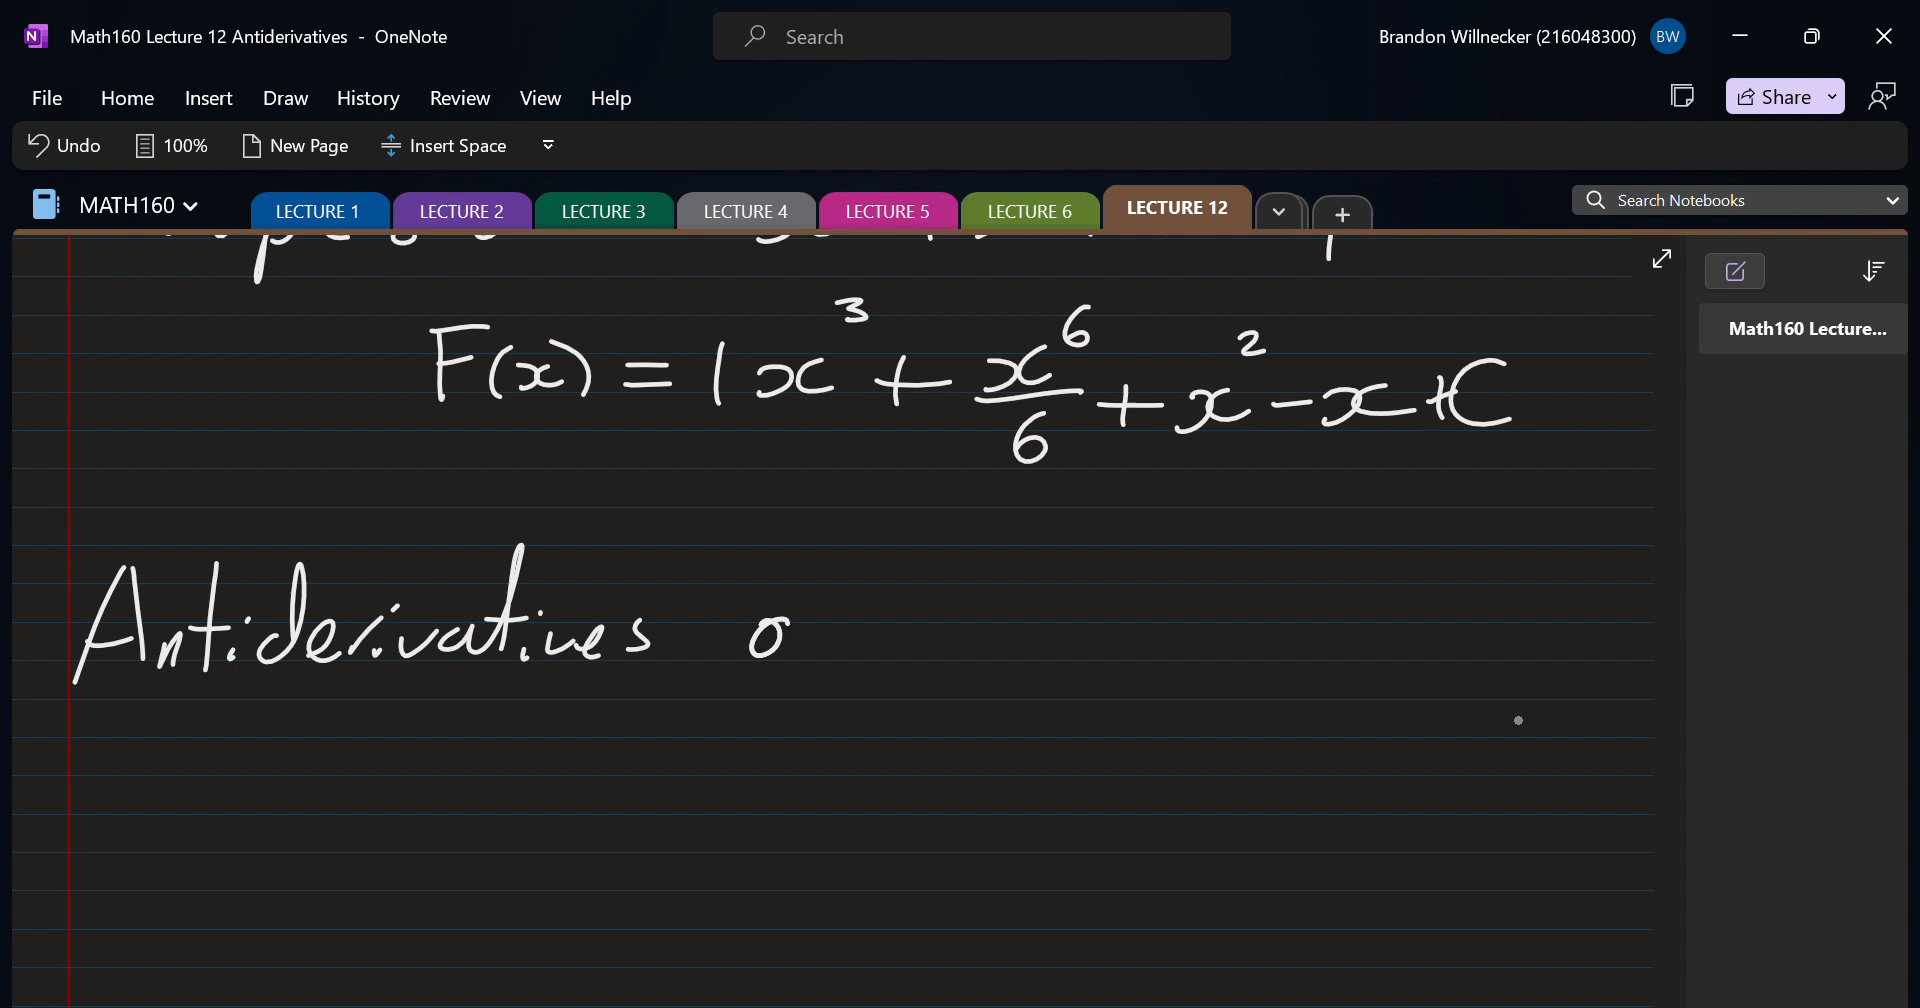 Math160 Lecture 12 Antiderivatives - OneNote
Search
Brandon Willnecker (216048300) BW
File Home Insert Draw History Review View Help
Share
Undo 100% New Page Insert Space
MATH160 LECTURE 1 LECTURE 2 LECTURE 3 LECTURE 4 LECTURE 5 LECTURE 6 LECTURE 12 +
Search Notebooks
F(x) = 1x³ + x⁶/6 + x² - x + C
Math160 Lecture...
Antiderivatives o